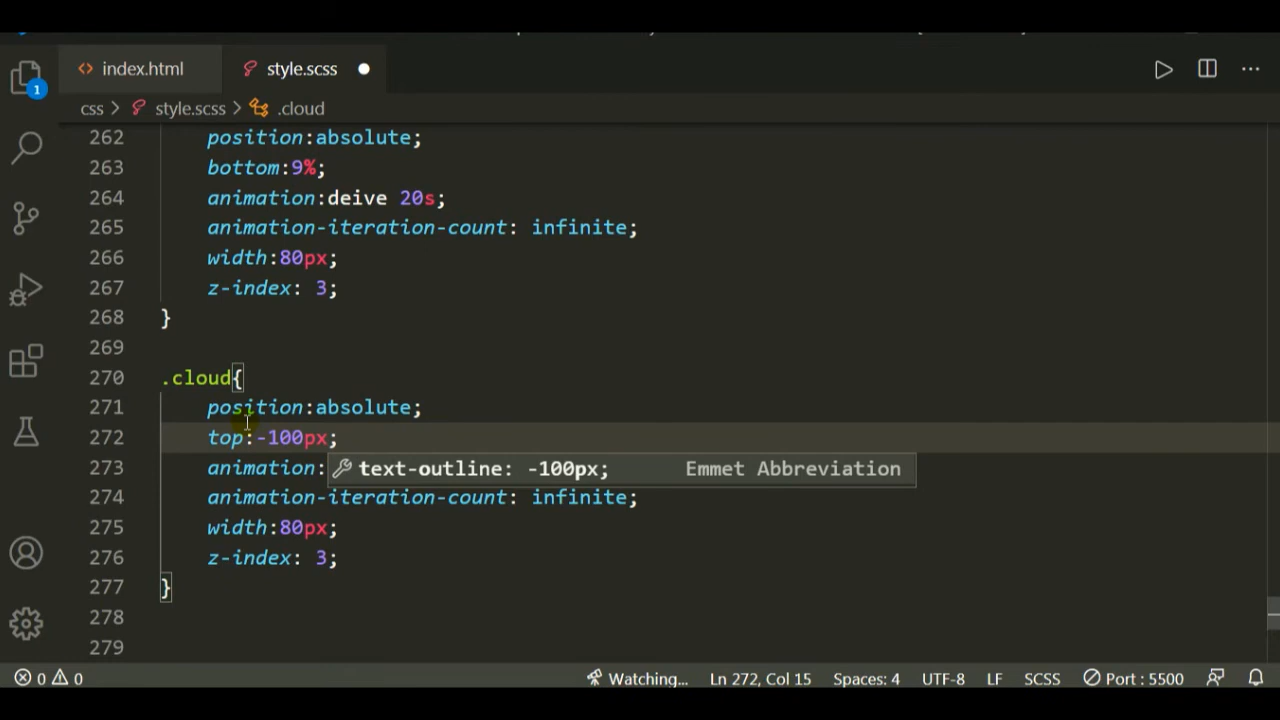 index.html
style.scss
css > style.scss > .cloud
262 position:absolute;
263 bottom:9%;
264 animation:deive 20s;
265 animation-iteration-count: infinite;
266 width:80px;
267 z-index: 3;
268 }
269
270 .cloud{
271 position:absolute;
272 top:-100px;
273 animation:
text-outline: -100px; Emmet Abbreviation
274 animation-iteration-count: infinite;
275 width:80px;
276 z-index: 3;
277 }
278
279
1
0 0 Watching... Ln 272, Col 15 Spaces: 4 UTF-8 LF SCSS Port : 5500